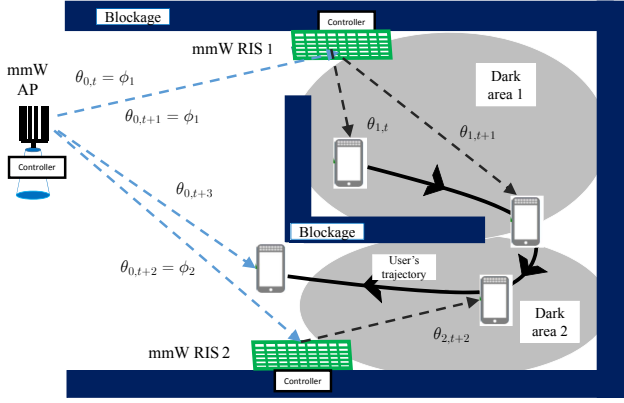 Controller
Blockage
mmW RIS 1
mmW
AP
θ₀,ₜ = ϕ₁
Dark
area 1
θ₀,ₜ₊₁ = ϕ₁
θ₁,ₜ
θ₁,ₜ₊₁
Controller
θ₀,ₜ₊₃
Blockage
User's
trajectory
θ₀,ₜ₊₂ = ϕ₂
Dark
area 2
θ₂,ₜ₊₂
mmW RIS 2
Controller